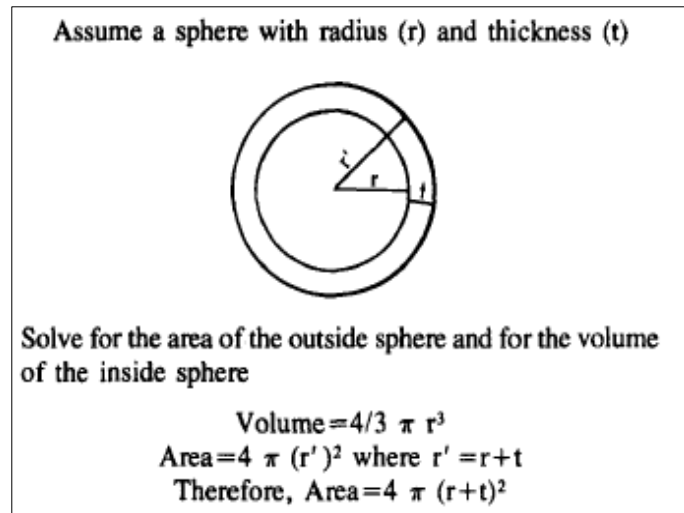 Assume a sphere with radius (r) and thickness (t)
r'
r
t
Solve for the area of the outside sphere and for the volume
of the inside sphere
Volume=4/3 π r³
Area=4 π (r')² where r' =r+t
Therefore, Area=4 π (r+t)²